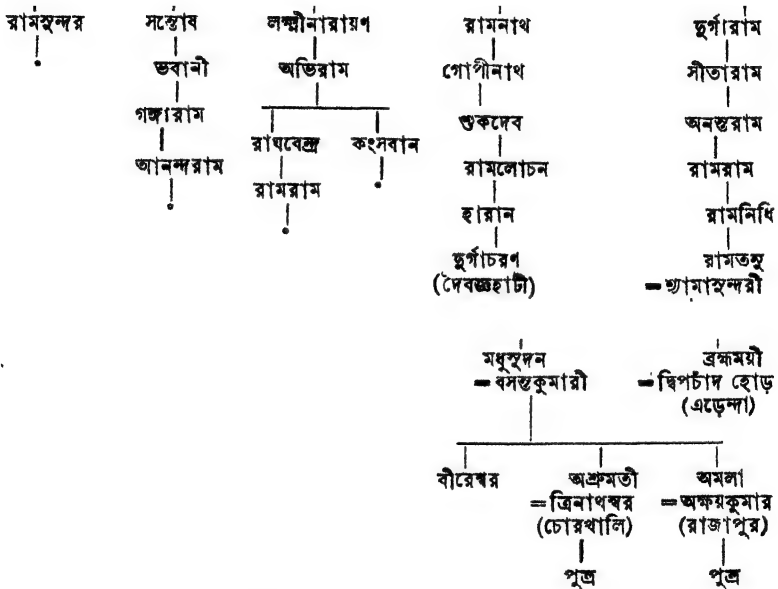 রামসুন্দর সন্তোষ লক্ষ্মীনারায়ণ রামনাথ দুর্গারাম
ভবানী অভিরাম গোপীনাথ সীতারাম
গঙ্গারাম শুকদেব অনন্তরাম
রাঘবেন্দ্র কংসবান
আনন্দরাম রামলোচন রামরাম
রামরাম
হারান রামনিধি
দুর্গাচরণ রামতনু
(দৈবজ্ঞহাটী) =শ্যামাসুন্দরী
মধুসূদন ব্রহ্মময়ী
=বসন্তকুমারী =দ্বিপচাঁদ হোড়
(এড়েন্দা)
বীরেশ্বর অশ্রুমতী অমলা
=ত্রিনাথশ্বর =অক্ষয়কুমার
(চোরখালি) (রাজাপুর)
পুত্র পুত্র